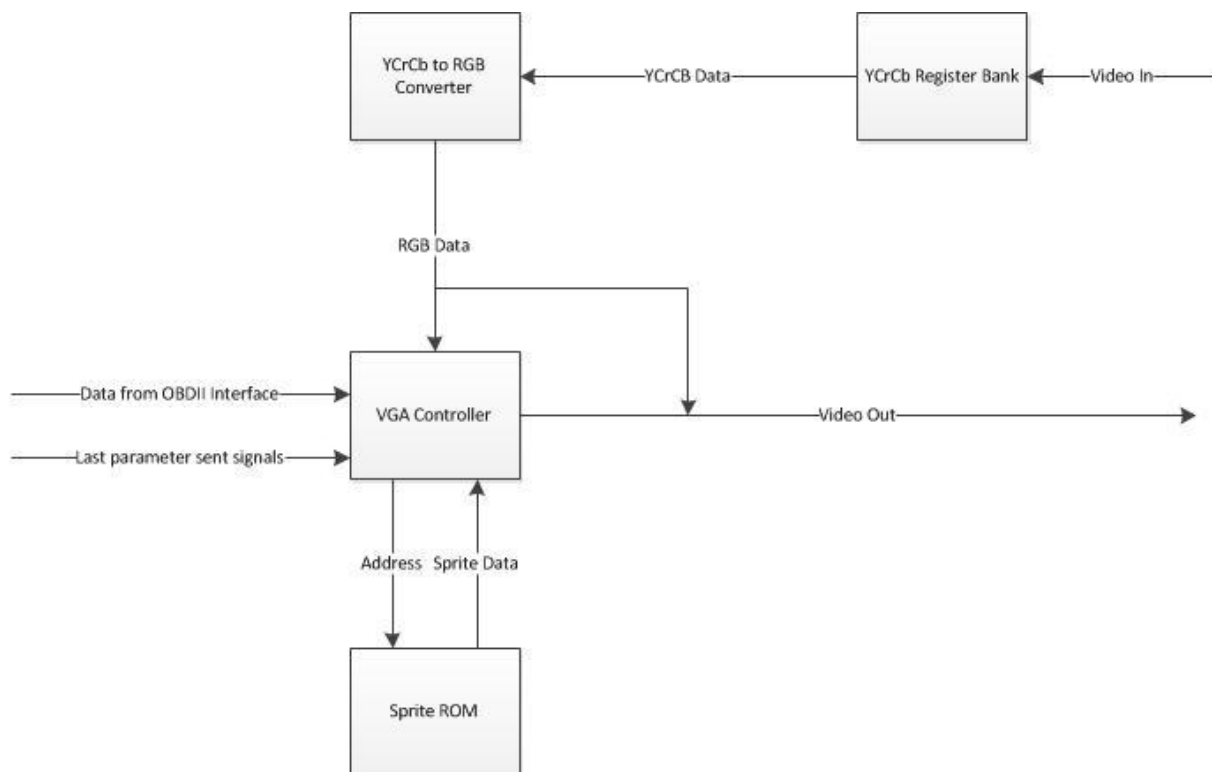 YCrCb to RGB
Converter
YCrCB Data
YCrCb Register Bank
Video In
RGB Data
Data from OBDII Interface
VGA Controller
Video Out
Last parameter sent signals
Address
Sprite Data
Sprite ROM